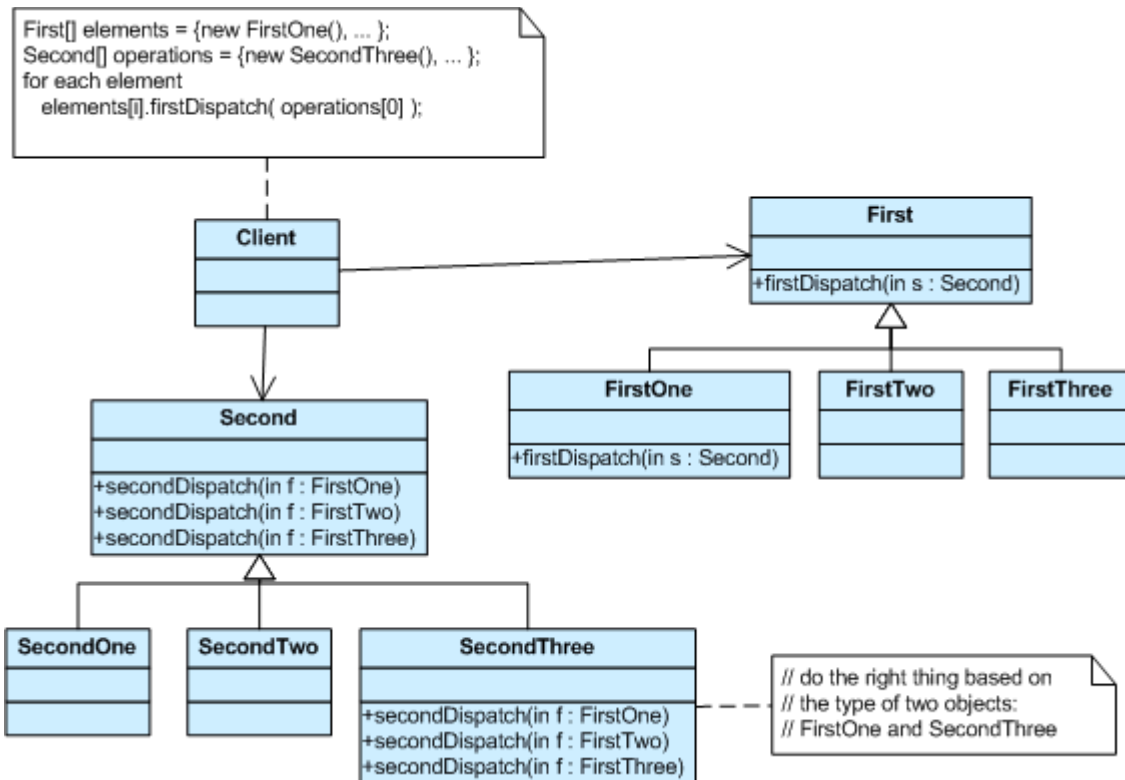 First[] elements = {new FirstOne(), ... };
Second[] operations = {new SecondThree(), ... };
for each element
elements[i].firstDispatch( operations[0] );
Client
First
+firstDispatch(in s : Second)
FirstOne
+firstDispatch(in s : Second)
FirstTwo
FirstThree
Second
+secondDispatch(in f : FirstOne)
+secondDispatch(in f : FirstTwo)
+secondDispatch(in f : FirstThree)
SecondOne
SecondTwo
SecondThree
+secondDispatch(in f : FirstOne)
+secondDispatch(in f : FirstTwo)
+secondDispatch(in f : FirstThree)
// do the right thing based on
// the type of two objects:
// FirstOne and SecondThree